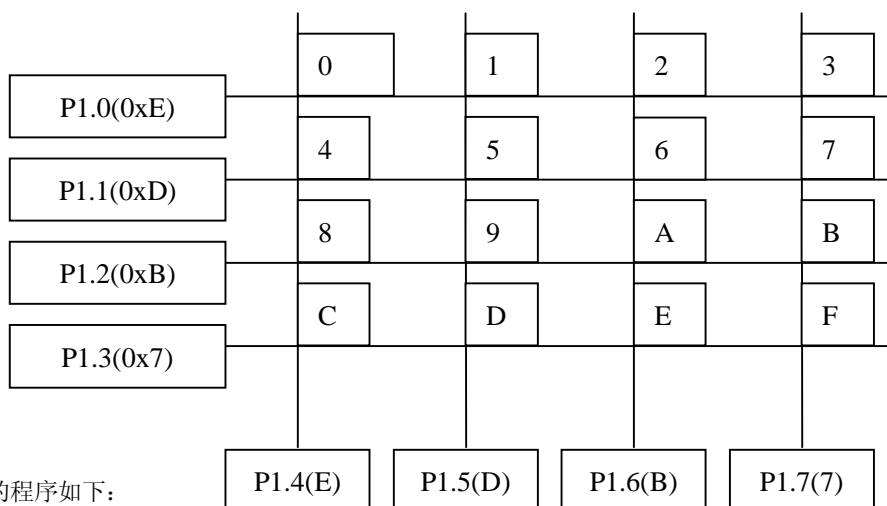 0 1 2 3
P1.0(0xE)
4 5 6 7
P1.1(0xD)
8 9 A B
P1.2(0xB)
C D E F
P1.3(0x7)
P1.4(E) P1.5(D) P1.6(B) P1.7(7)
程序如下：